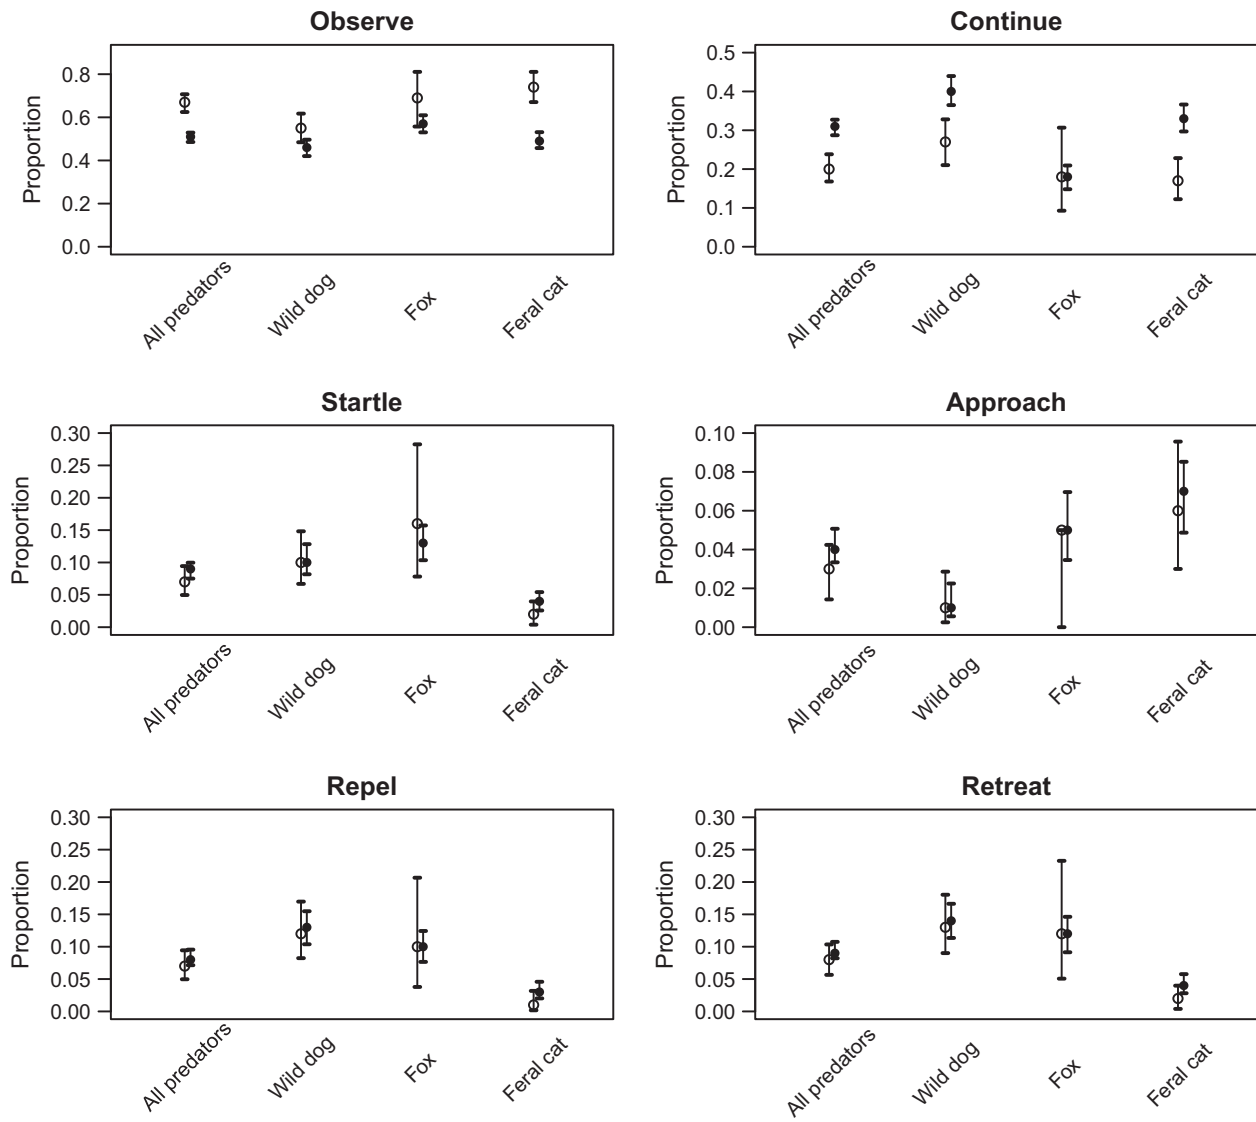 Observe
Proportion
0.8
0.6
0.4
0.2
0.0
All predators
Wild dog
Fox
Feral cat
Continue
Proportion
0.5
0.4
0.3
0.2
0.1
0.0
All predators
Wild dog
Fox
Feral cat
Startle
Proportion
0.30
0.25
0.20
0.15
0.10
0.05
0.00
All predators
Wild dog
Fox
Feral cat
Approach
Proportion
0.10
0.08
0.06
0.04
0.02
0.00
All predators
Wild dog
Fox
Feral cat
Repel
Proportion
0.30
0.25
0.20
0.15
0.10
0.05
0.00
All predators
Wild dog
Fox
Feral cat
Retreat
Proportion
0.30
0.25
0.20
0.15
0.10
0.05
0.00
All predators
Wild dog
Fox
Feral cat